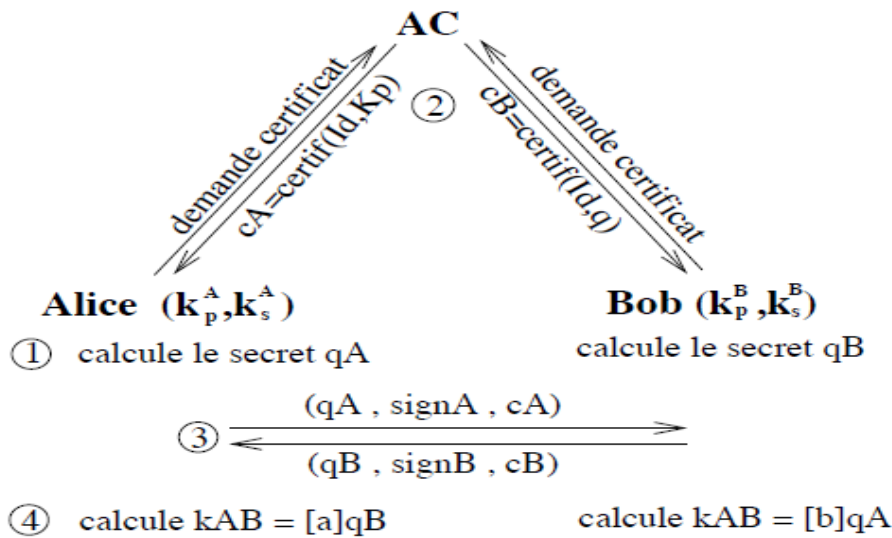 AC
demande certificat
cA=certif(Id,Kp)
②
cB=certif(Id,q)
demande certificat
Alice (k_p^A,k_s^A)
Bob (k_p^B,k_s^B)
① calcule le secret qA
calcule le secret qB
(qA , signA , cA)
③
(qB , signB , cB)
④ calcule kAB = [a]qB
calcule kAB = [b]qA